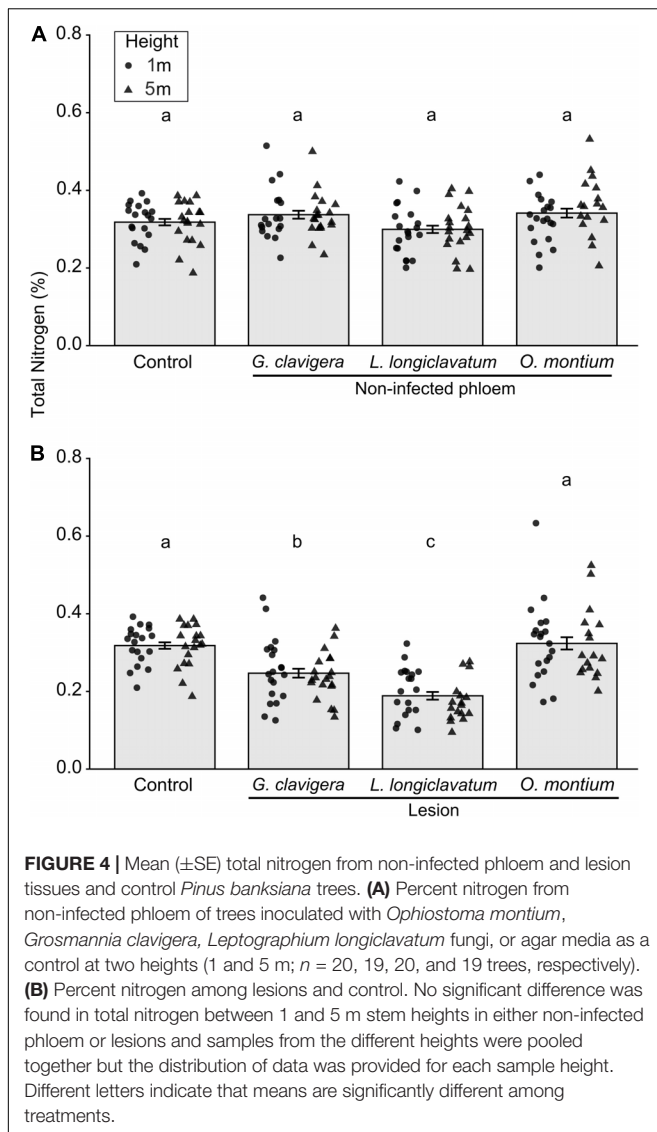 A
0.8
Height
1m
5m
0.6
a a a a
0.4
0.2
0.0
Control G. clavigera L. longiclavatum O. montium
Non-infected phloem
Total Nitrogen (%)
B
0.8
a
0.6
a b c
0.4
0.2
0.0
Control G. clavigera L. longiclavatum O. montium
Lesion
FIGURE 4 | Mean (±SE) total nitrogen from non-infected phloem and lesion
tissues and control Pinus banksiana trees. (A) Percent nitrogen from
non-infected phloem of trees inoculated with Ophiostoma montium,
Grosmannia clavigera, Leptographium longiclavatum fungi, or agar media as a
control at two heights (1 and 5 m; n = 20, 19, 20, and 19 trees, respectively).
(B) Percent nitrogen among lesions and control. No significant difference was
found in total nitrogen between 1 and 5 m stem heights in either non-infected
phloem or lesions and samples from the different heights were pooled
together but the distribution of data was provided for each sample height.
Different letters indicate that means are significantly different among
treatments.